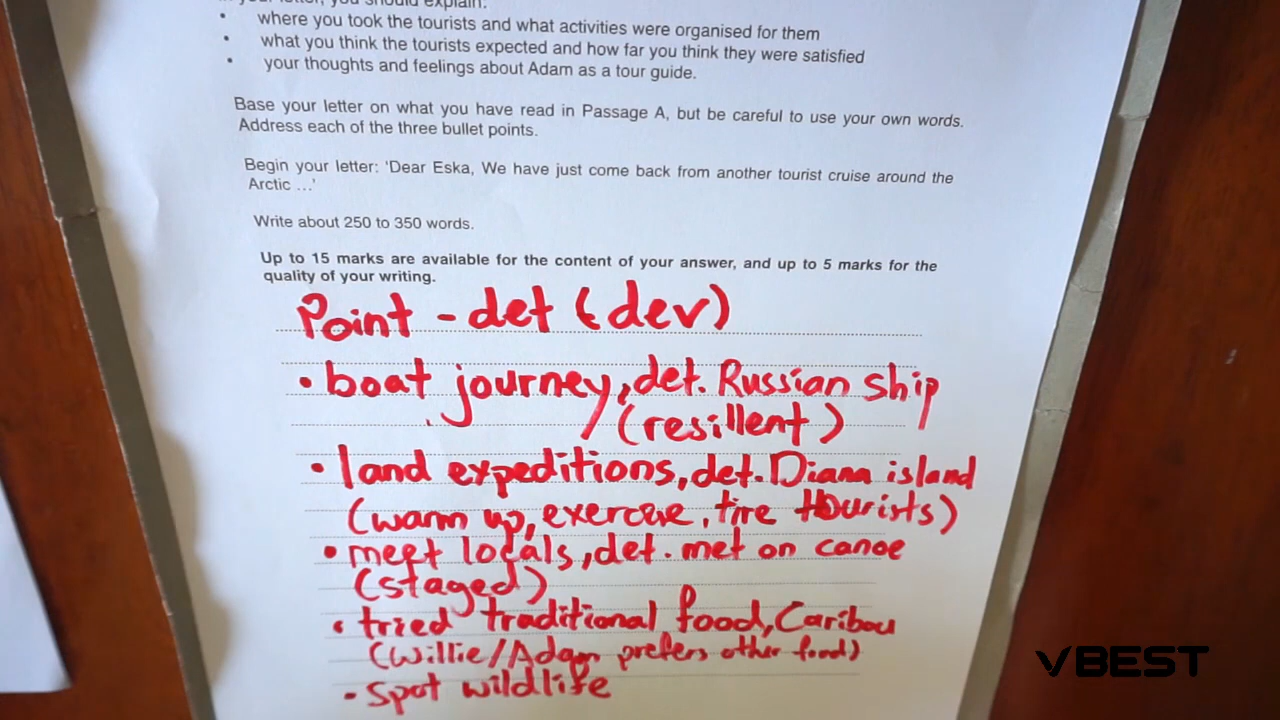 In your letter, you should explain:
• where you took the tourists and what activities were organised for them
• what you think the tourists expected and how far you think they were satisfied
• your thoughts and feelings about Adam as a tour guide.
Base your letter on what you have read in Passage A, but be careful to use your own words.
Address each of the three bullet points.
Begin your letter: ‘Dear Eska, We have just come back from another tourist cruise around the
Arctic …’
Write about 250 to 350 words.
Up to 15 marks are available for the content of your answer, and up to 5 marks for the
quality of your writing.
Point - det (dev)
• boat journey, det. Russian ship
(resillent)
• land expeditions, det. Diana island
(warm up, exercise, tire tourists)
• meet locals, det. met on canoe
(staged)
• tried traditional food, Caribou
(Willie/Adam prefers other food)
• spot wildlife
VBEST